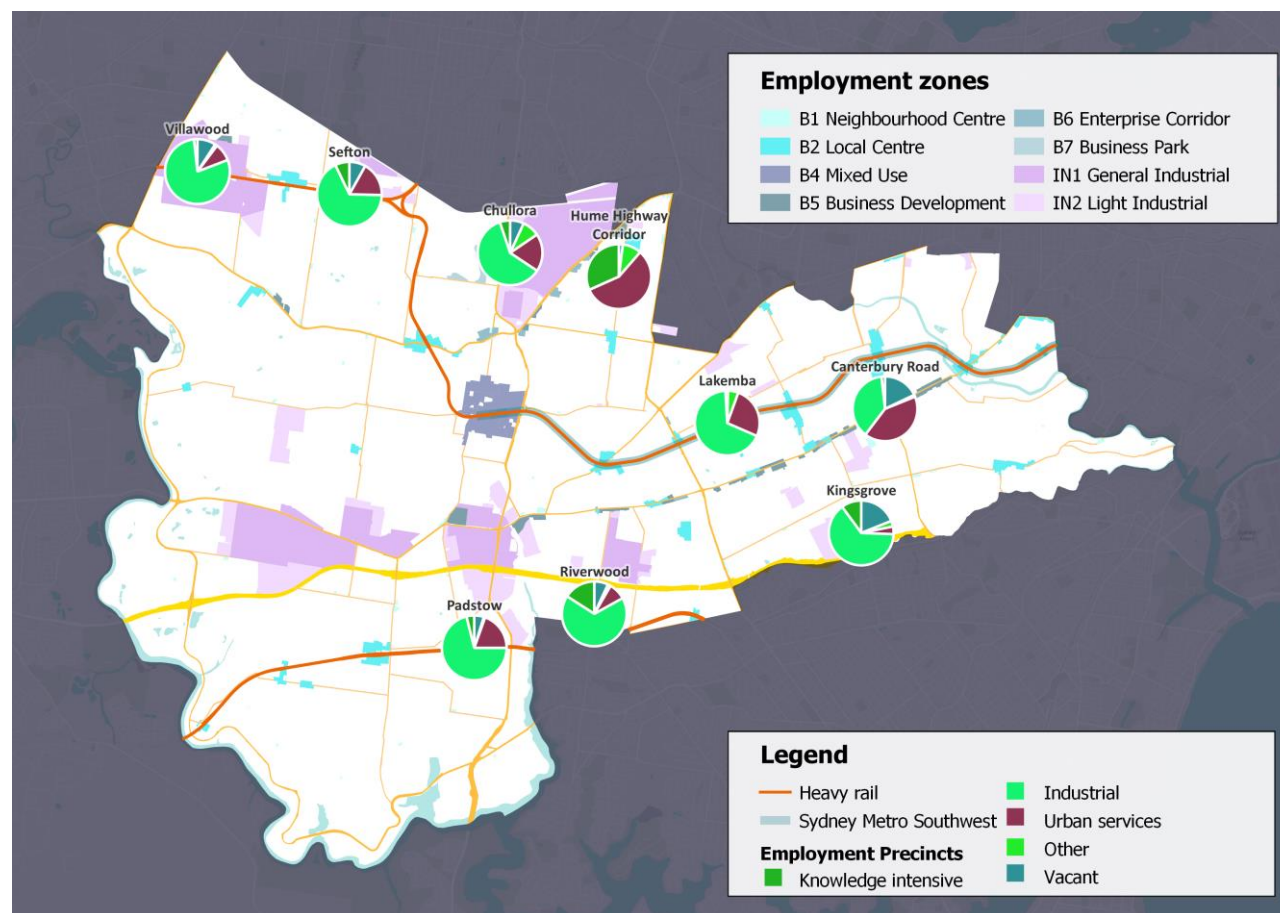 Employment zones
B1 Neighbourhood Centre
B6 Enterprise Corridor
B2 Local Centre
B7 Business Park
B4 Mixed Use
IN1 General Industrial
B5 Business Development
IN2 Light Industrial
Villawood
Sefton
Chullora
Hume Highway
Corridor
Lakemba
Canterbury Road
Kingsgrove
Riverwood
Padstow
Legend
Heavy rail
Industrial
Sydney Metro Southwest
Urban services
Employment Precincts
Other
Knowledge intensive
Vacant